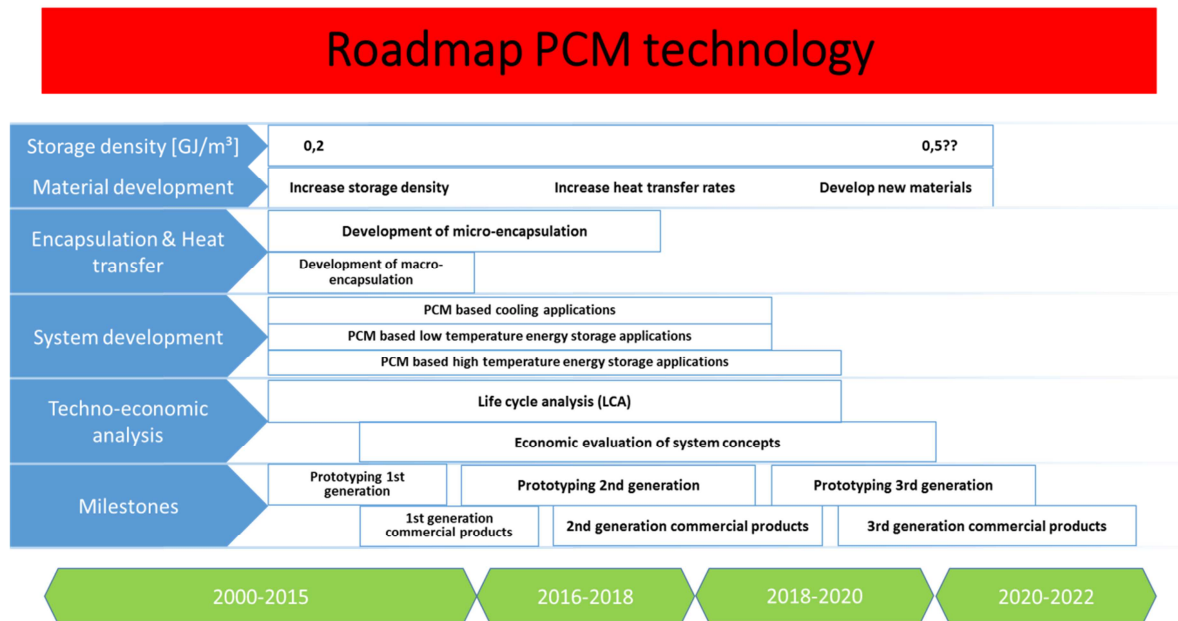 Roadmap PCM technology
Storage density [GJ/m³]
0,2
0,5??
Material development
Increase storage density
Increase heat transfer rates
Develop new materials
Encapsulation & Heat
transfer
Development of micro-encapsulation
Development of macro-
encapsulation
System development
PCM based cooling applications
PCM based low temperature energy storage applications
PCM based high temperature energy storage applications
Techno-economic
analysis
Life cycle analysis (LCA)
Economic evaluation of system concepts
Milestones
Prototyping 1st
generation
Prototyping 2nd generation
Prototyping 3rd generation
1st generation
commercial products
2nd generation commercial products
3rd generation commercial products
2000-2015
2016-2018
2018-2020
2020-2022